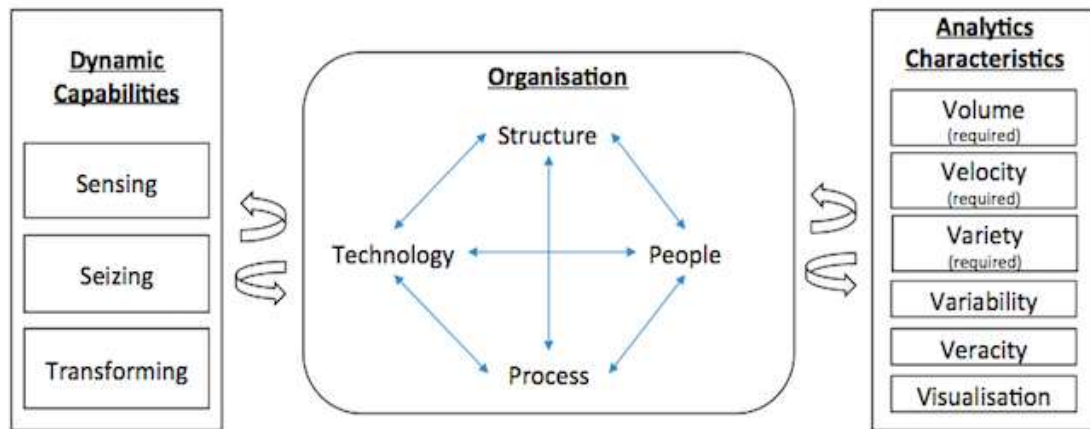 Dynamic
Capabilities
Sensing
Seizing
Transforming
Organisation
Structure
Technology
People
Process
Analytics
Characteristics
Volume
(required)
Velocity
(required)
Variety
(required)
Variability
Veracity
Visualisation